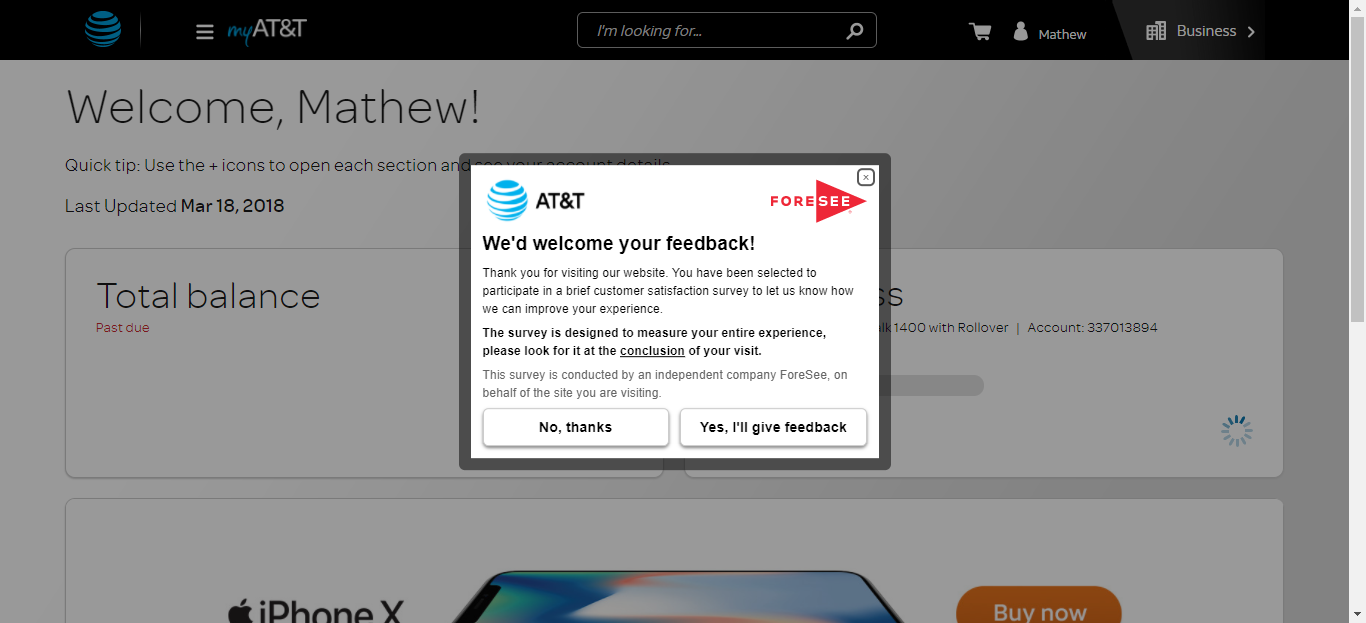 myAT&T
I'm looking for...
Mathew
Business
Welcome, Mathew!
Quick tip: Use the + icons to open each section and see your account details.
Last Updated Mar 18, 2018
AT&T
FORESEE
We'd welcome your feedback!
Thank you for visiting our website. You have been selected to
participate in a brief customer satisfaction survey to let us know how
we can improve your experience.
The survey is designed to measure your entire experience,
please look for it at the conclusion of your visit.
This survey is conducted by an independent company ForeSee, on
behalf of the site you are visiting.
No, thanks
Yes, I'll give feedback
Total balance
Past due
1400 with Rollover | Account: 337013894
iPhone X
Buy now